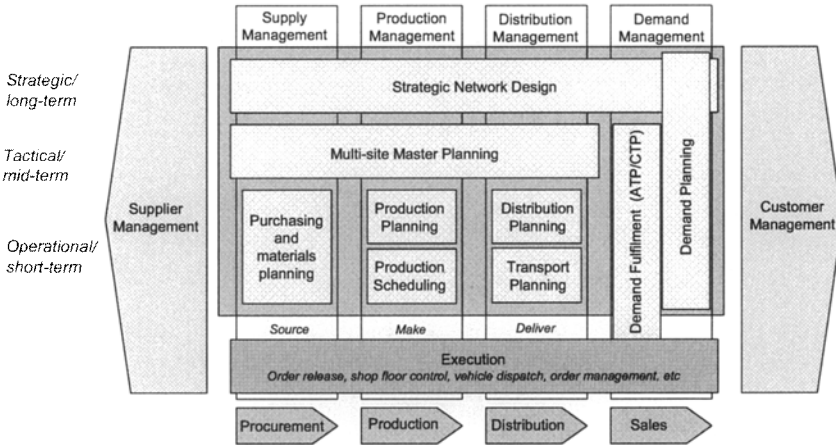 Supply
Management
Production
Management
Distribution
Management
Demand
Management
Strategic/
long-term
Strategic Network Design
Tactical/
mid-term
Multi-site Master Planning
Supplier
Management
Operational/
short-term
Purchasing
and
materials
planning
Production
Planning
Production
Scheduling
Distribution
Planning
Transport
Planning
Demand Fulfilment (ATP/CTP)
Demand Planning
Customer
Management
Source
Make
Deliver
Execution
Order release, shop floor control, vehicle dispatch, order management, etc
Procurement
Production
Distribution
Sales